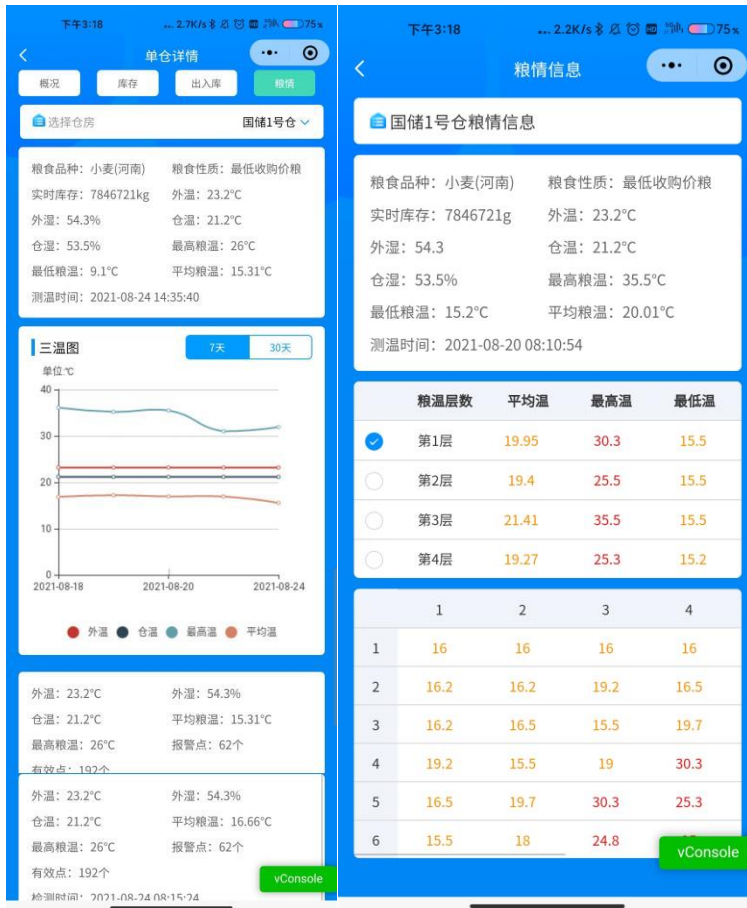 下午3:18
2.7K/s
75%
单仓详情
概况 库存 出入库 粮情
选择仓房 国储1号仓
粮食品种：小麦(河南) 粮食性质：最低收购价粮
实时库存：7846721kg 外温：23.2℃
外湿：54.3% 仓温：21.2℃
仓湿：53.5% 最高粮温：26℃
最低粮温：9.1℃ 平均粮温：15.31℃
测温时间：2021-08-24 14:35:40
三温图 7天 30天
单位:℃
40
30
20
10
0
2021-08-18 2021-08-20 2021-08-24
外温 仓温 最高温 平均温
外温：23.2℃ 外湿：54.3%
仓温：21.2℃ 平均粮温：15.31℃
最高粮温：26℃ 报警点：62个
有效点：192个
外温：23.2℃ 外湿：54.3%
仓温：21.2℃ 平均粮温：16.66℃
最高粮温：26℃ 报警点：62个
有效点：192个
检测时间：2021-08-24 08:15:24
vConsole
下午3:18
2.2K/s
75%
粮情信息
国储1号仓粮情信息
粮食品种：小麦(河南) 粮食性质：最低收购价粮
实时库存：7846721g 外温：23.2℃
外湿：54.3 仓温：21.2℃
仓湿：53.5% 最高粮温：35.5℃
最低粮温：15.2℃ 平均粮温：20.01℃
测温时间：2021-08-20 08:10:54
粮温层数 平均温 最高温 最低温
第1层 19.95 30.3 15.5
第2层 19.4 25.5 15.5
第3层 21.41 35.5 15.5
第4层 19.27 25.3 15.2
1 2 3 4
1 16 16 16 16
2 16.2 16.2 19.2 16.5
3 16.2 16.5 15.5 19.7
4 19.2 15.5 19 30.3
5 16.5 19.7 30.3 25.3
6 15.5 18 24.8
vConsole